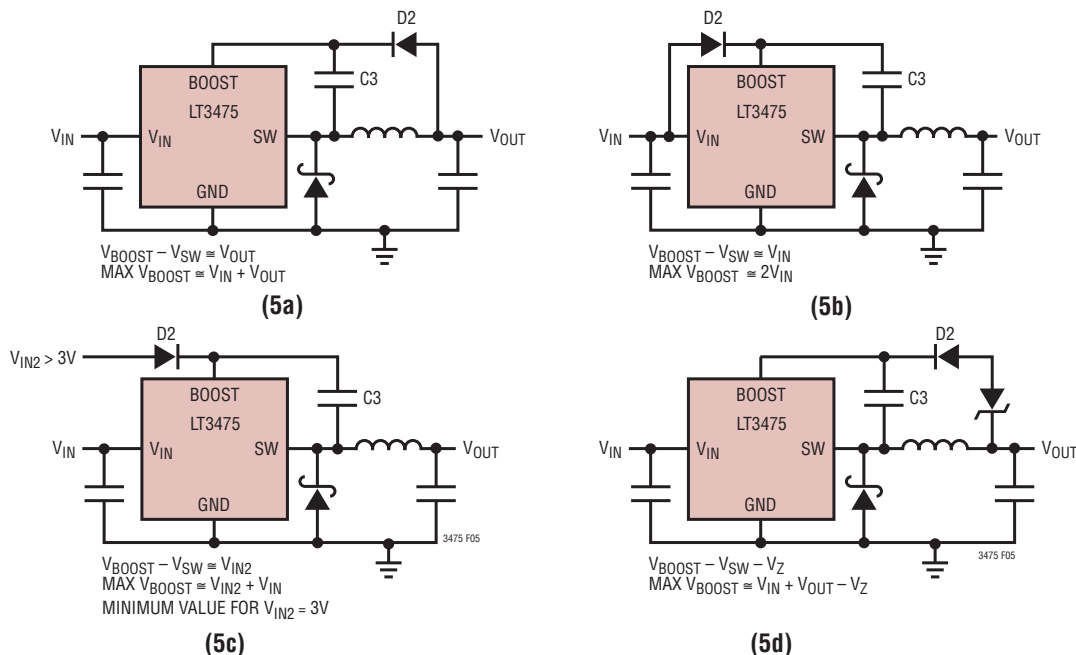 D2
BOOST
C3
LT3475
V_IN
V_IN
SW
V_OUT
GND
V_BOOST – V_SW ≅ V_OUT
MAX V_BOOST ≅ V_IN + V_OUT
(5a)
D2
BOOST
C3
LT3475
V_IN
V_IN
SW
V_OUT
GND
V_BOOST – V_SW ≅ V_IN
MAX V_BOOST ≅ 2V_IN
(5b)
D2
V_IN2 > 3V
BOOST
C3
LT3475
V_IN
V_IN
SW
V_OUT
GND
3475 F05
V_BOOST – V_SW ≅ V_IN2
MAX V_BOOST ≅ V_IN2 + V_IN
MINIMUM VALUE FOR V_IN2 = 3V
(5c)
D2
BOOST
C3
LT3475
V_IN
V_IN
SW
V_OUT
GND
3475 F05
V_BOOST – V_SW – V_Z
MAX V_BOOST ≅ V_IN + V_OUT – V_Z
(5d)